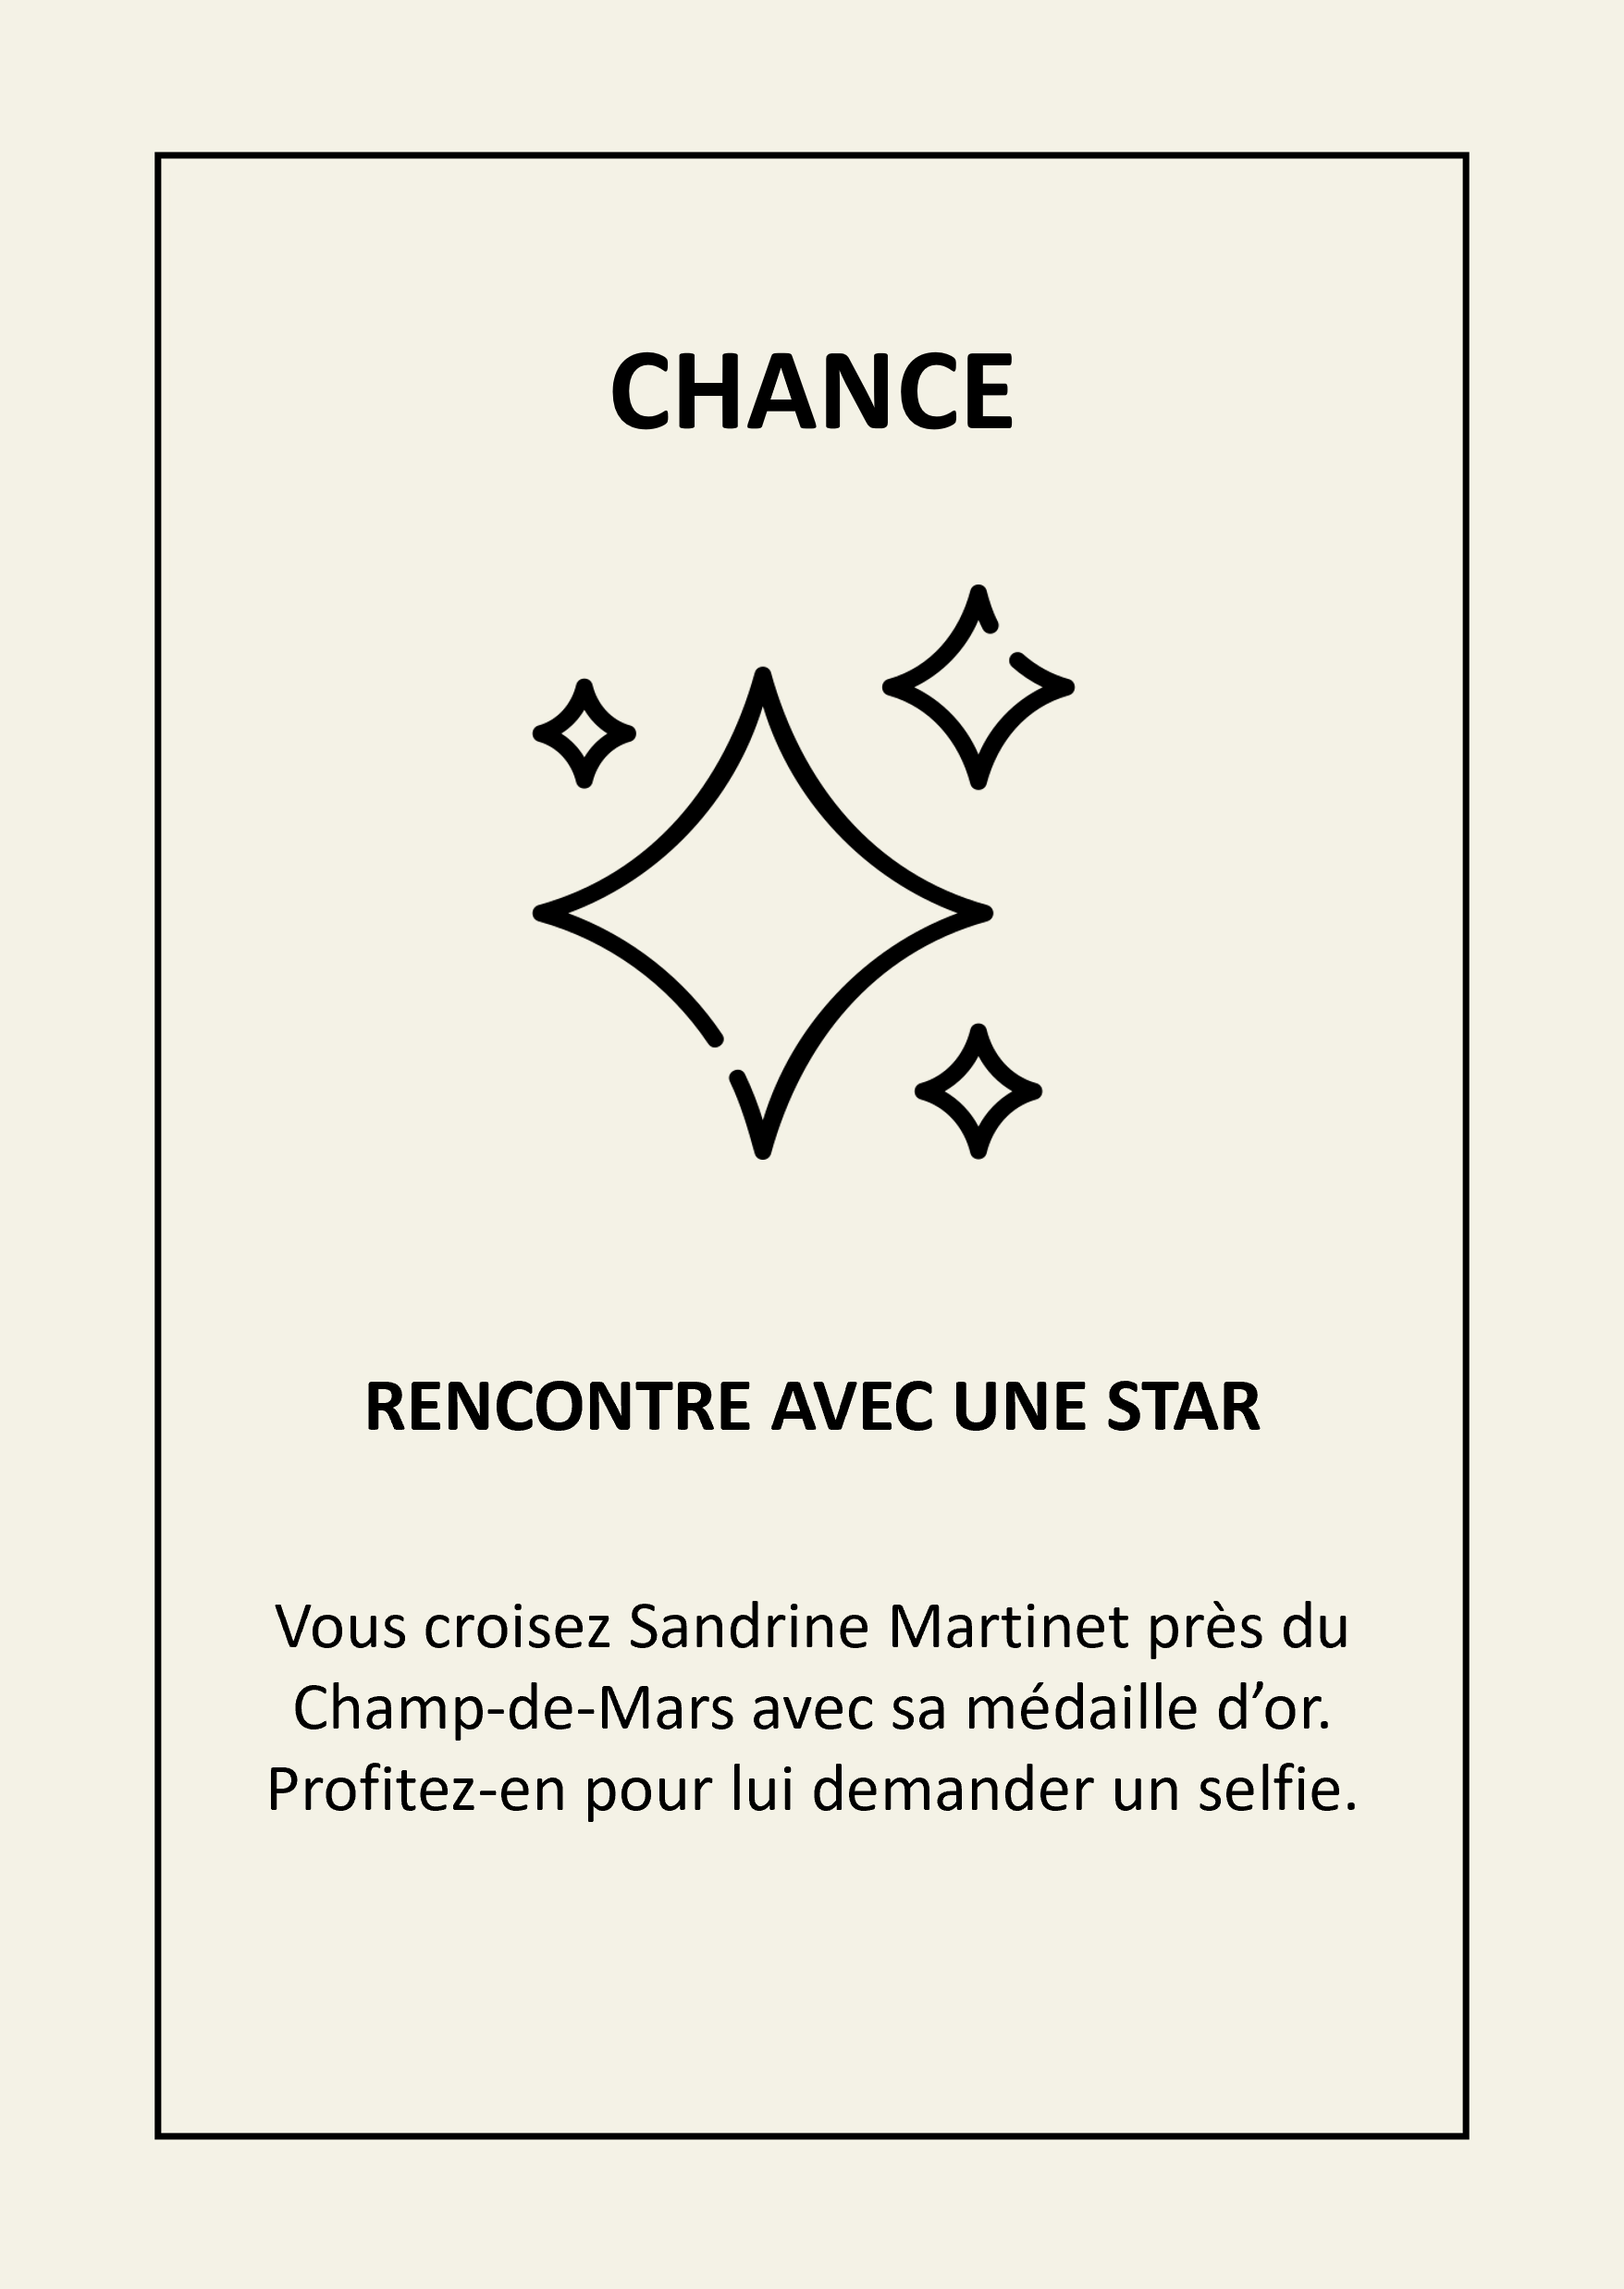 CHANCE
RENCONTRE AVEC UNE STAR
Vous croisez Sandrine Martinet près du
Champ-de-Mars avec sa médaille d’or.
Profitez-en pour lui demander un selfie.